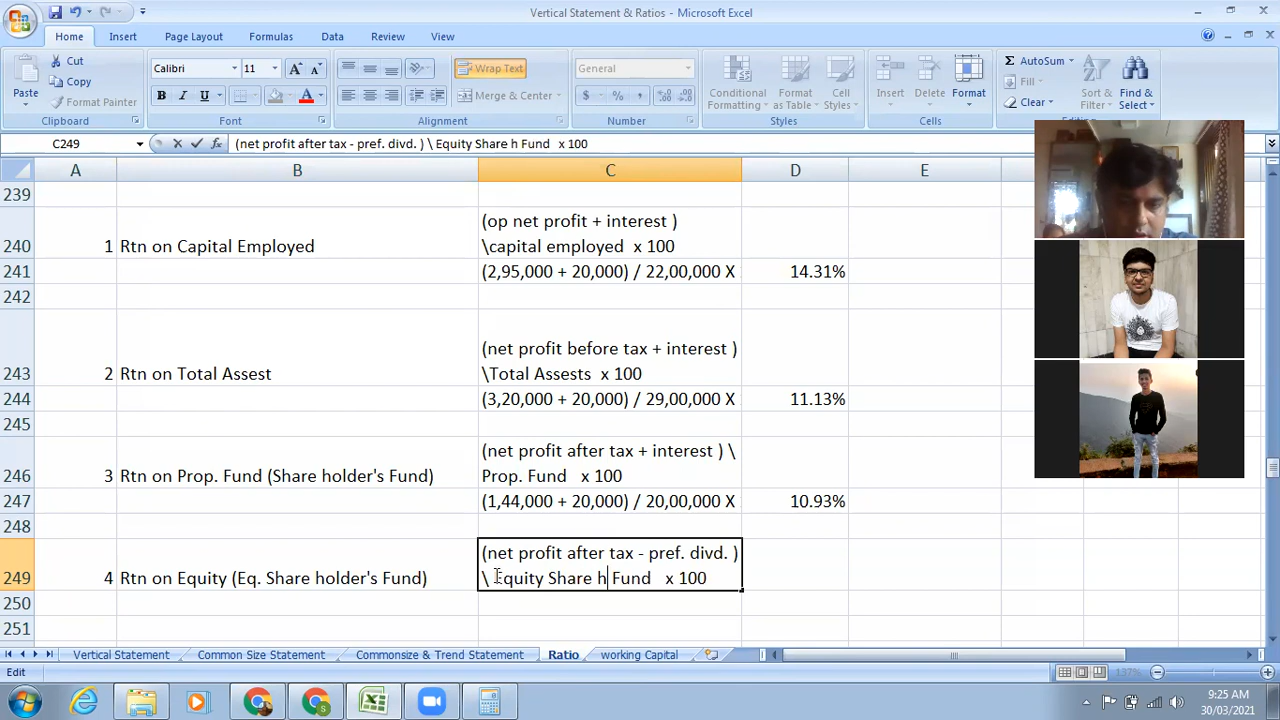 Vertical Statement & Ratios - Microsoft Excel
Home Insert Page Layout Formulas Data Review View
Paste
Cut
Copy
Format Painter
Clipboard
Calibri 11
B I U
Font
Wrap Text
Merge & Center
Alignment
General
$ % ,
Number
Conditional Formatting
Format as Table
Cell Styles
Styles
Insert Delete Format
Cells
AutoSum
Fill
Clear
Sort & Filter
Find & Select
Editing
C249 (net profit after tax - pref. divd. ) \ Equity Share h Fund x 100
A B C D E
239
(op net profit + interest )
240 1 Rtn on Capital Employed \capital employed x 100
241 (2,95,000 + 20,000) / 22,00,000 X 14.31%
242
(net profit before tax + interest )
243 2 Rtn on Total Assest \Total Assests x 100
244 (3,20,000 + 20,000) / 29,00,000 X 11.13%
245
(net profit after tax + interest ) \
246 3 Rtn on Prop. Fund (Share holder's Fund) Prop. Fund x 100
247 (1,44,000 + 20,000) / 20,00,000 X 10.93%
248
(net profit after tax - pref. divd. )
249 4 Rtn on Equity (Eq. Share holder's Fund) \ Equity Share h Fund x 100
250
251
Vertical Statement Common Size Statement Commonsize & Trend Statement Ratio working Capital
Edit 137%
9:25 AM
30/03/2021